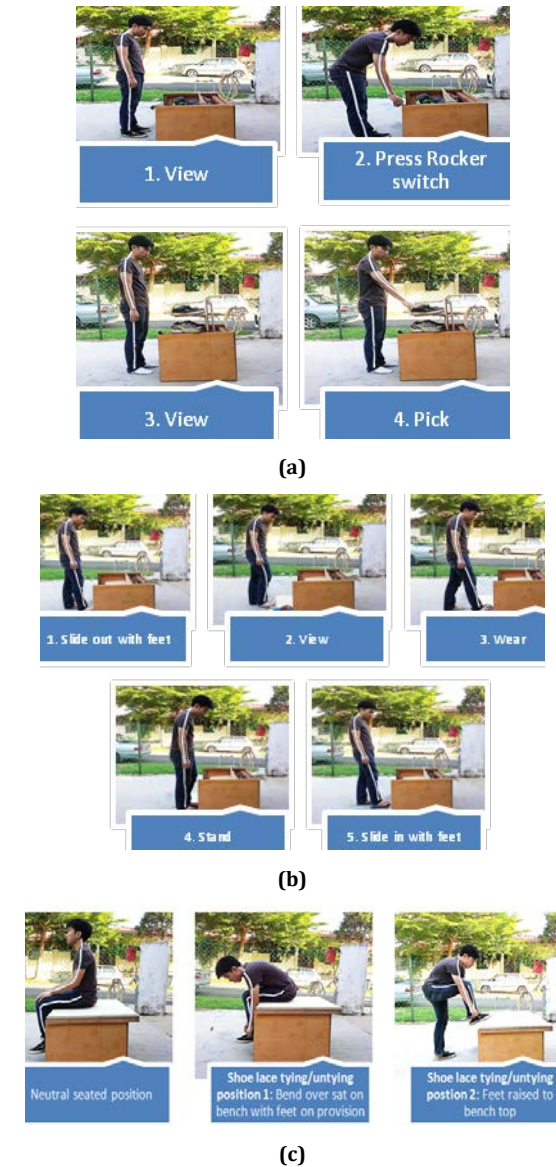 1. View
2. Press Rocker
switch
3. View
4. Pick
(a)
1. Slide out with feet
2. View
3. Wear
4. Stand
5. Slide in with feet
(b)
Neutral seated position
Shoe lace tying/untying
position 1: Bend over sat on
bench with feet on provision
Shoe lace tying/untying
postion 2: Feet raised to
bench top
(c)